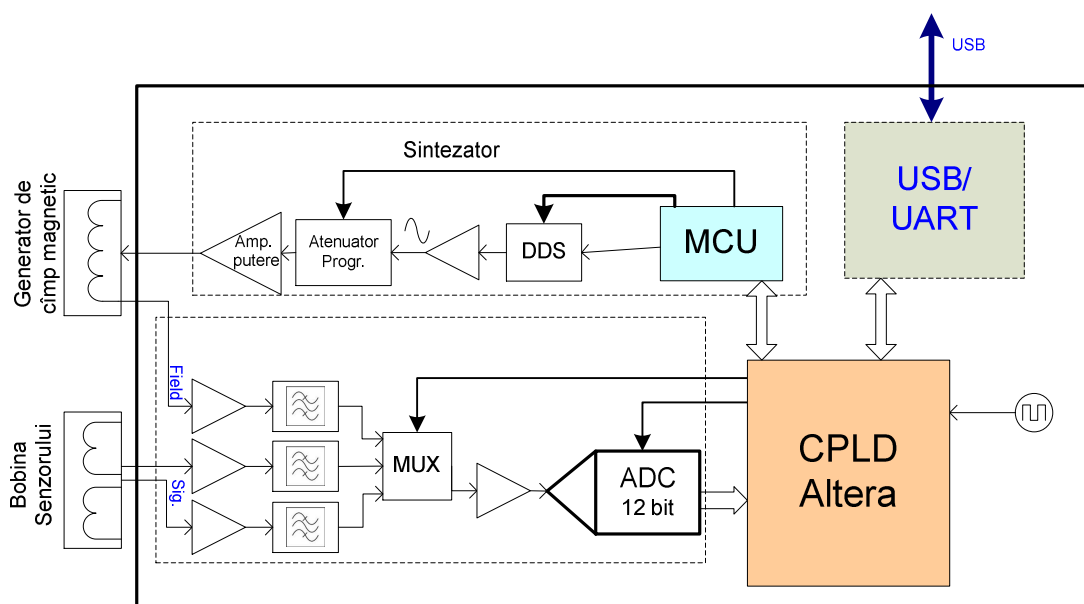 USB
Sintezator
USB/
UART
Generator de
cîmp magnetic
Amp.
putere
Atenuator
Progr.
DDS
MCU
Field
Bobina
Senzorului
Sig.
MUX
ADC
12 bit
CPLD
Altera